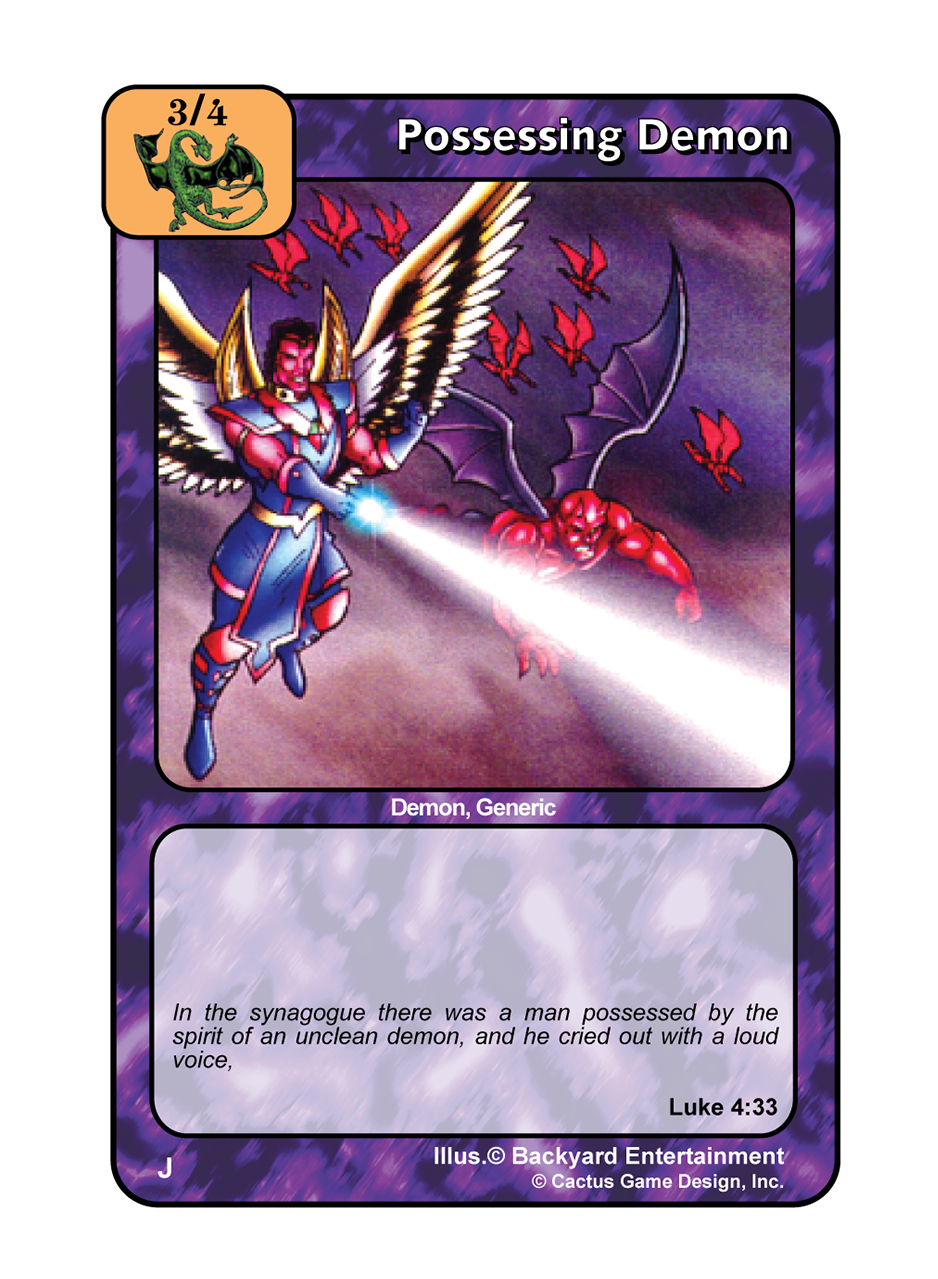 3/4
Possessing Demon
Demon, Generic
In the synagogue there was a man possessed by the
spirit of an unclean demon, and he cried out with a loud
voice,
Luke 4:33
J
Illus.© Backyard Entertainment
© Cactus Game Design, Inc.